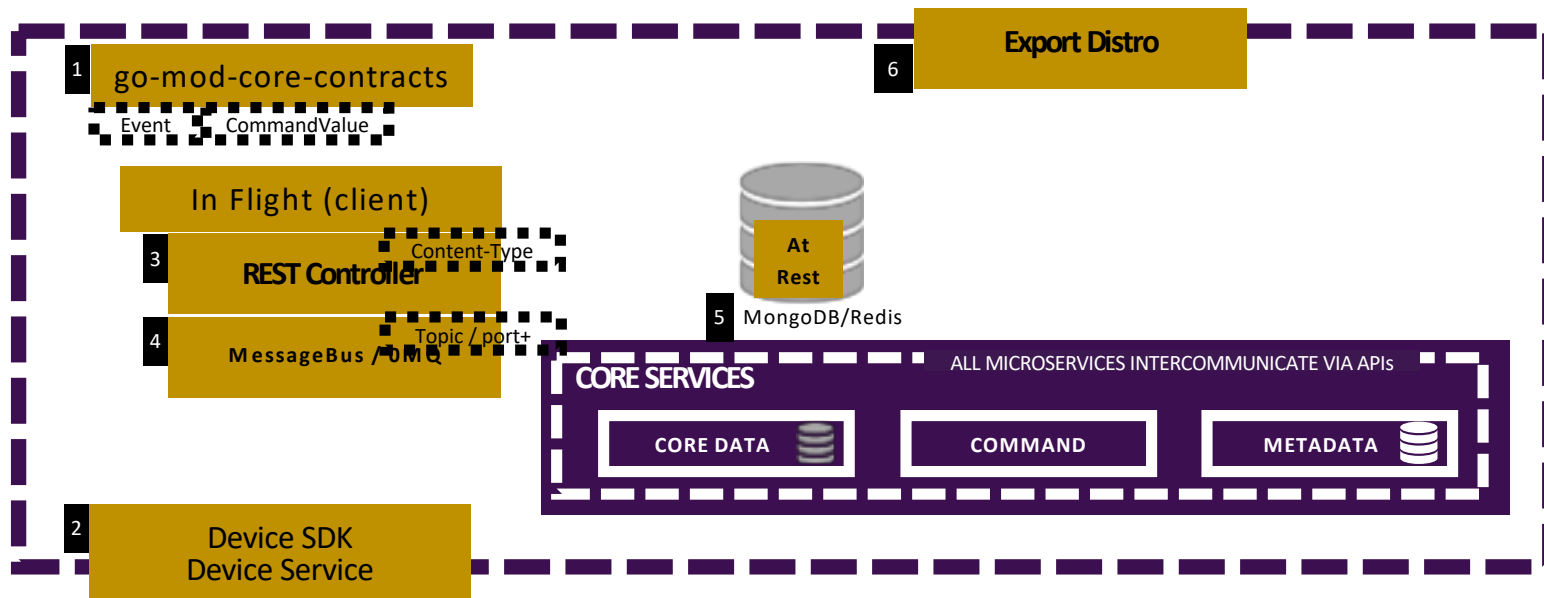 1
go-mod-core-contracts
Event
CommandValue
6
Export Distro
In Flight (client)
3
REST Controller
Content-Type
4
MessageBus / 0MQ
Topic / port+
At
Rest
5
MongoDB/Redis
CORE SERVICES
ALL MICROSERVICES INTERCOMMUNICATE VIA APIs
CORE DATA
COMMAND
METADATA
2
Device SDK
Device Service